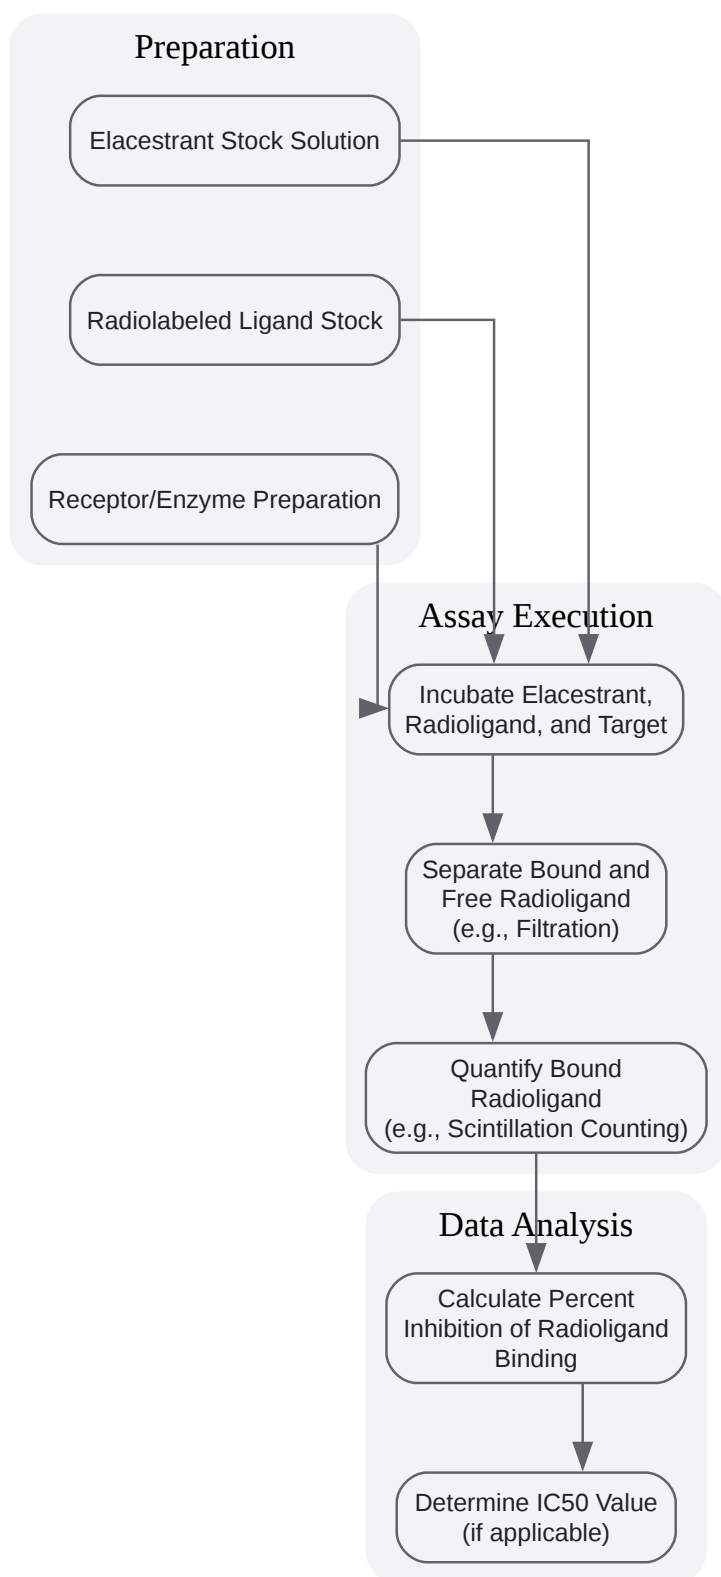 Preparation
Elacestrant Stock Solution
Radiolabeled Ligand Stock
Receptor/Enzyme Preparation
Assay Execution
Incubate Elacestrant,
Radioligand, and Target
Separate Bound and
Free Radioligand
(e.g., Filtration)
Quantify Bound
Radioligand
(e.g., Scintillation Counting)
Data Analysis
Calculate Percent
Inhibition of Radioligand
Binding
Determine IC50 Value
(if applicable)